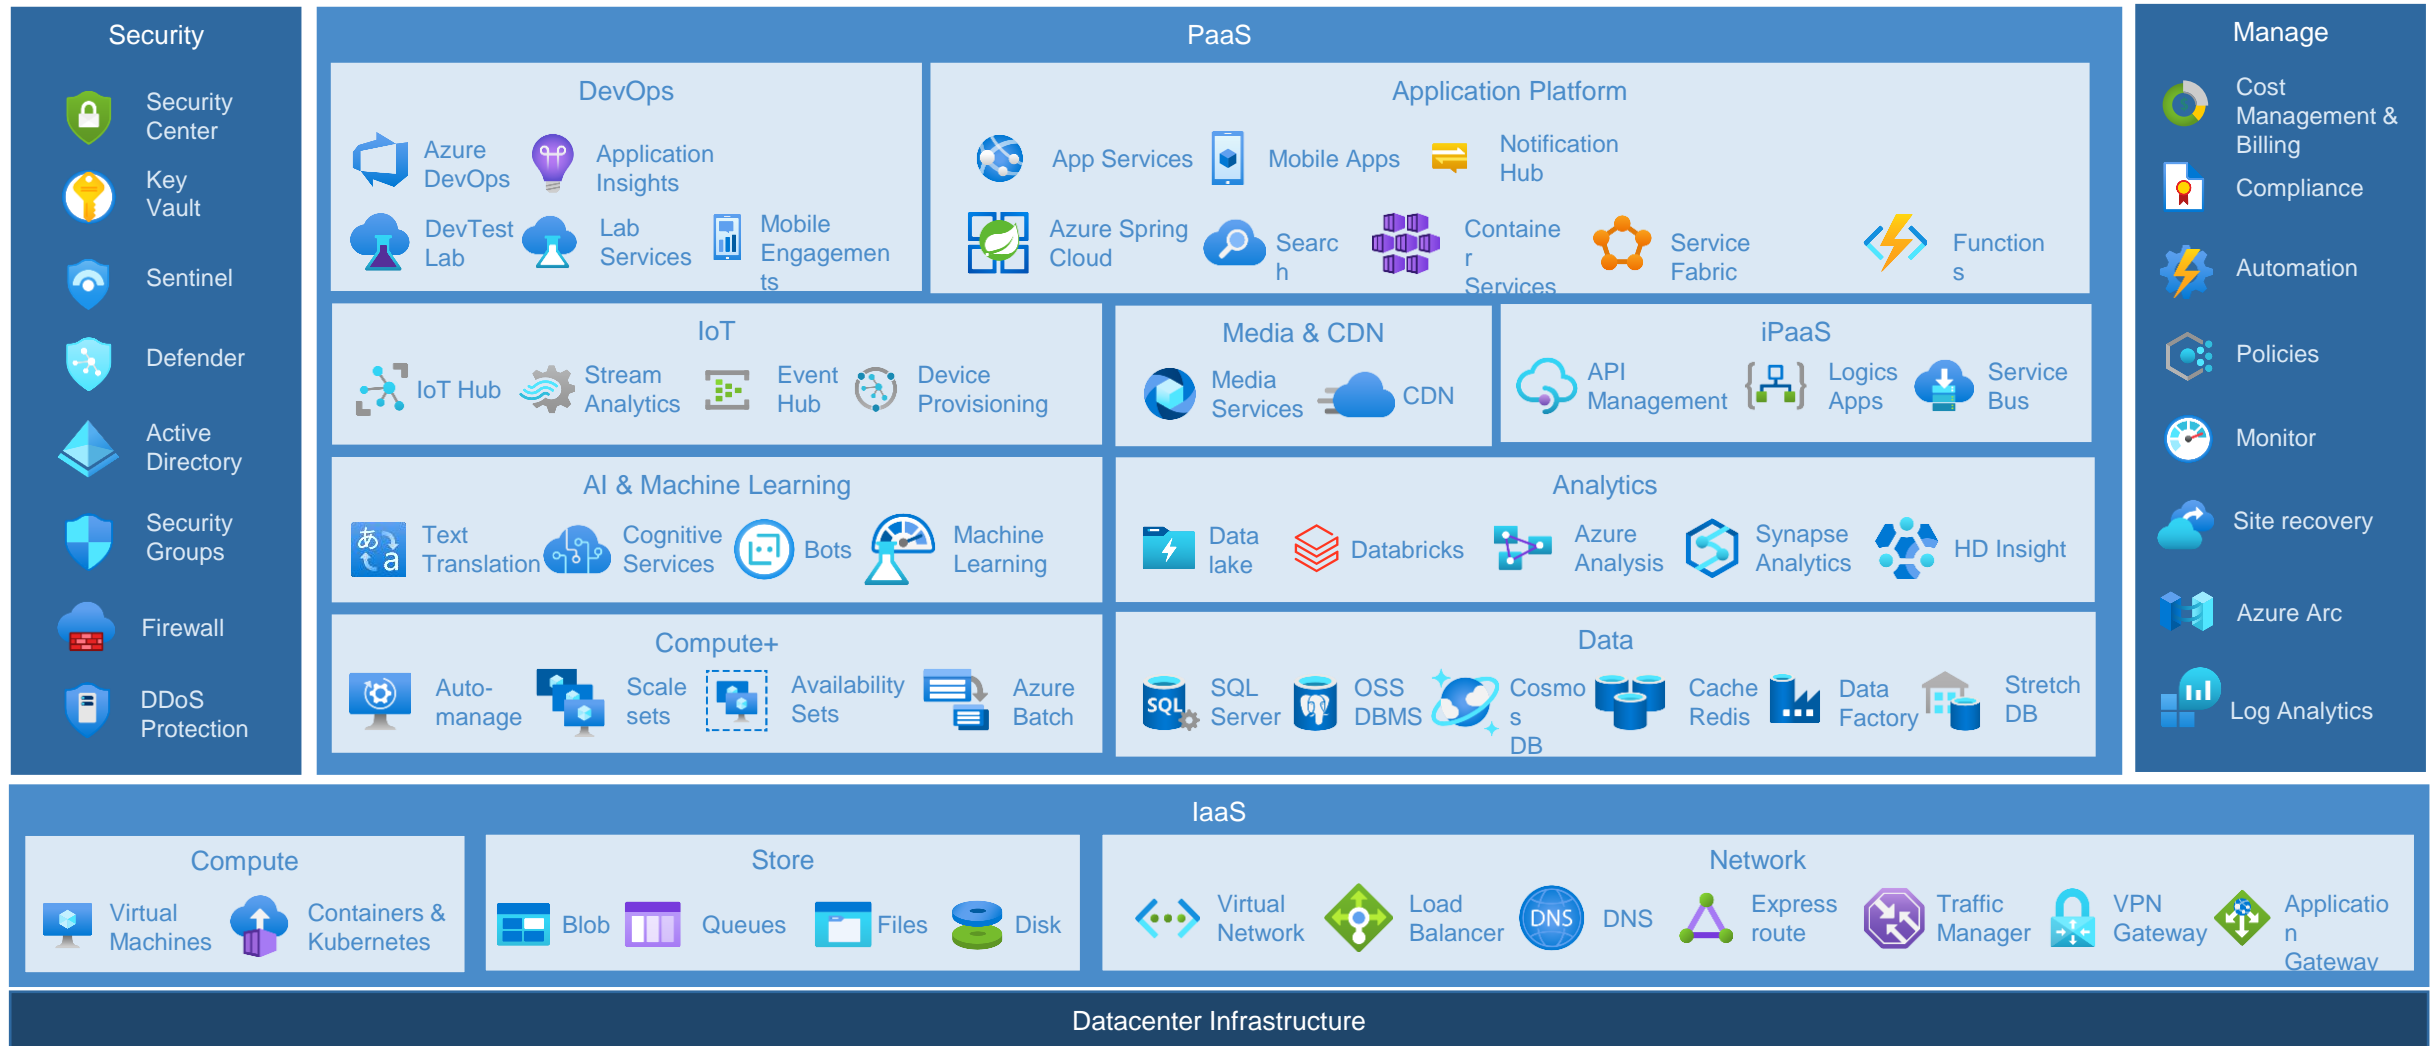 Security
Security
Center
Key
Vault
Sentinel
Defender
Active
Directory
Security
Groups
Firewall
DDoS
Protection
PaaS
DevOps
Azure
DevOps
Application
Insights
DevTest
Lab
Lab
Services
Mobile
Engagemen
ts
Application Platform
App Services
Mobile Apps
Notification
Hub
Azure Spring
Cloud
Searc
h
Containe
r
Services
Service
Fabric
Function
s
IoT
IoT Hub
Stream
Analytics
Event
Hub
Device
Provisioning
Media & CDN
Media
Services
CDN
iPaaS
API
Management
Logics
Apps
Service
Bus
AI & Machine Learning
あ
a
Text
Translation
Cognitive
Services
Bots
Machine
Learning
Analytics
Data
lake
Databricks
Azure
Analysis
Synapse
Analytics
HD Insight
Compute+
Auto-
manage
Scale
sets
Availability
Sets
Azure
Batch
Data
SQL
SQL
Server
OSS
DBMS
Cosmo
s
DB
Cache
Redis
Data
Factory
Stretch
DB
Manage
Cost
Management &
Billing
Compliance
Automation
Policies
Monitor
Site recovery
Azure Arc
Log Analytics
IaaS
Compute
Virtual
Machines
Containers &
Kubernetes
Store
Blob
Queues
Files
Disk
Network
Virtual
Network
Load
Balancer
DNS
DNS
Express
route
Traffic
Manager
VPN
Gateway
Applicatio
n
Gateway
Datacenter Infrastructure